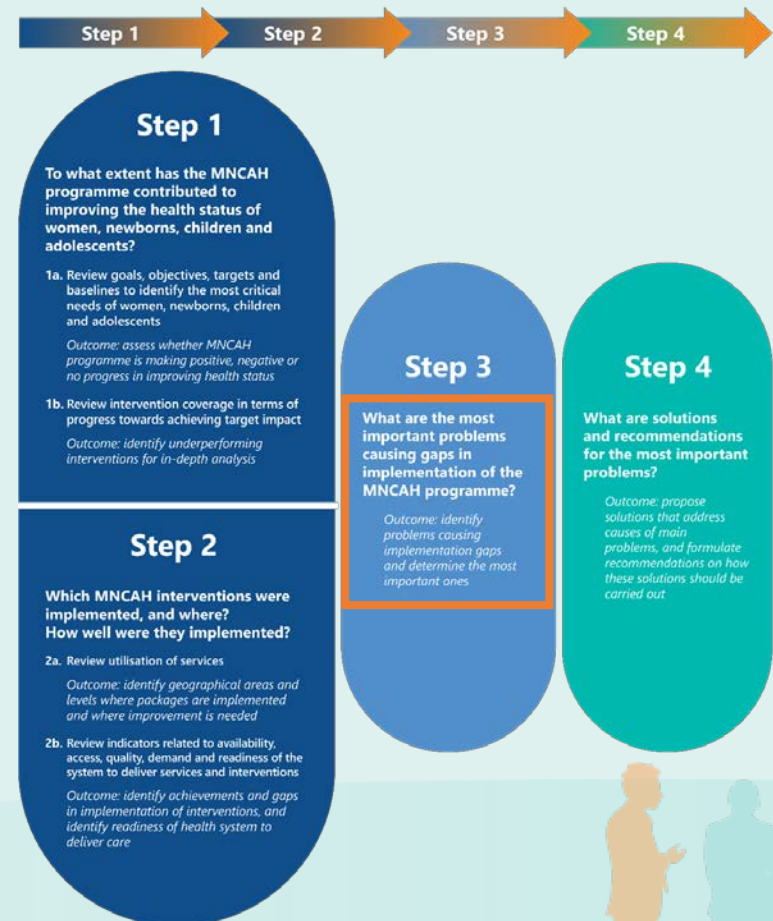 Step 1
Step 2
Step 3
Step 4
Step 1
To what extent has the MNCAH
programme contributed to
improving the health status of
women, newborns, children and
adolescents?
1a. Review goals, objectives, targets and
baselines to identify the most critical
needs of women, newborns, children
and adolescents
Outcome: assess whether MNCAH
programme is making positive, negative or
no progress in improving health status
1b. Review intervention coverage in terms of
progress towards achieving target impact
Outcome: identify underperforming
interventions for in-depth analysis
Step 2
Which MNCAH interventions were
implemented, and where?
How well were they implemented?
2a. Review utilisation of services
Outcome: identify geographical areas and
levels where packages are implemented
and where improvement is needed
2b. Review indicators related to availability,
access, quality, demand and readiness of the
system to deliver services and interventions
Outcome: identify achievements and gaps
in implementation of interventions, and
identify readiness of health system to
deliver care
Step 3
What are the most
important problems
causing gaps in
implementation of the
MNCAH programme?
Outcome: identify
problems causing
implementation gaps
and determine the most
important ones
Step 4
What are solutions
and recommendations
for the most important
problems?
Outcome: propose
solutions that address
causes of main
problems, and formulate
recommendations on how
these solutions should be
carried out